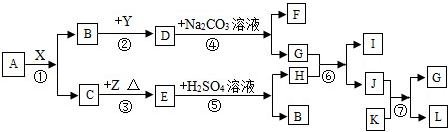 A X ① B +Y ② D +Na₂CO₃溶液 ④ F
G
H ⑥ I
J
K ⑦ G
L
C +Z △ ③ E +H₂SO₄溶液 ⑤ B